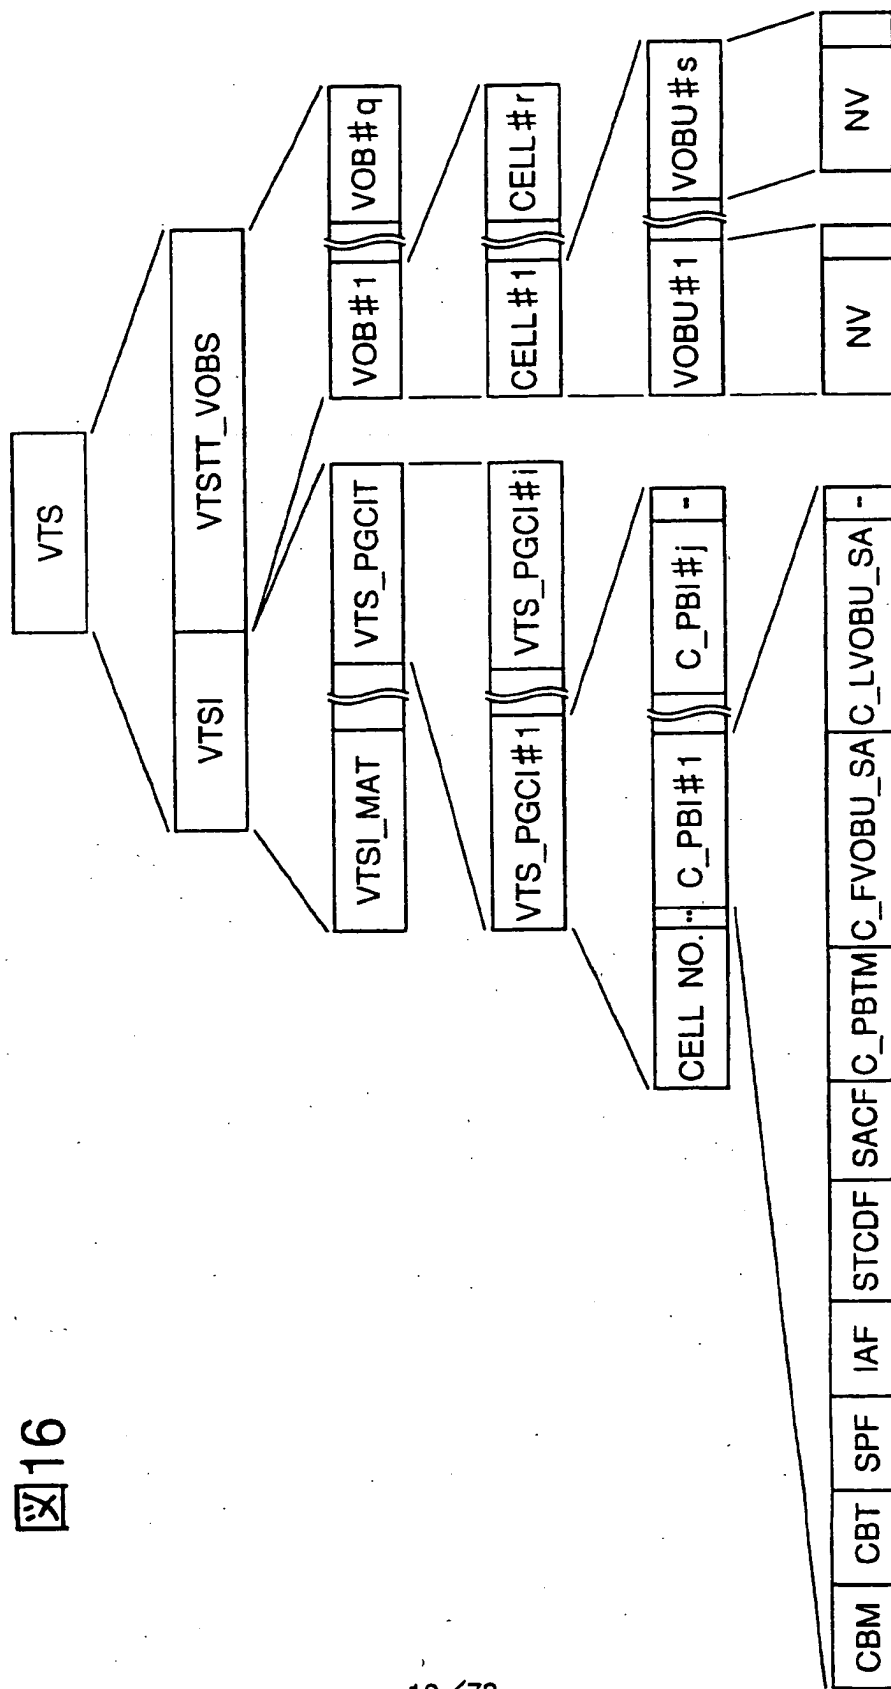 図16
VTS
VTSI VTSTT_VOBS
VTSI_MAT VTS_PGCIT VOB#1 VOB#q
VTS_PGCI#1 VTS_PGCI#i CELL#1 CELL#r
CELL NO. ·· C_PBI#1 C_PBI#j - VOBU#1 VOBU#s
CBM CBT SPF IAF STCDF SACF C_PBTM C_FVOBU_SA C_LVOBU_SA - NV NV